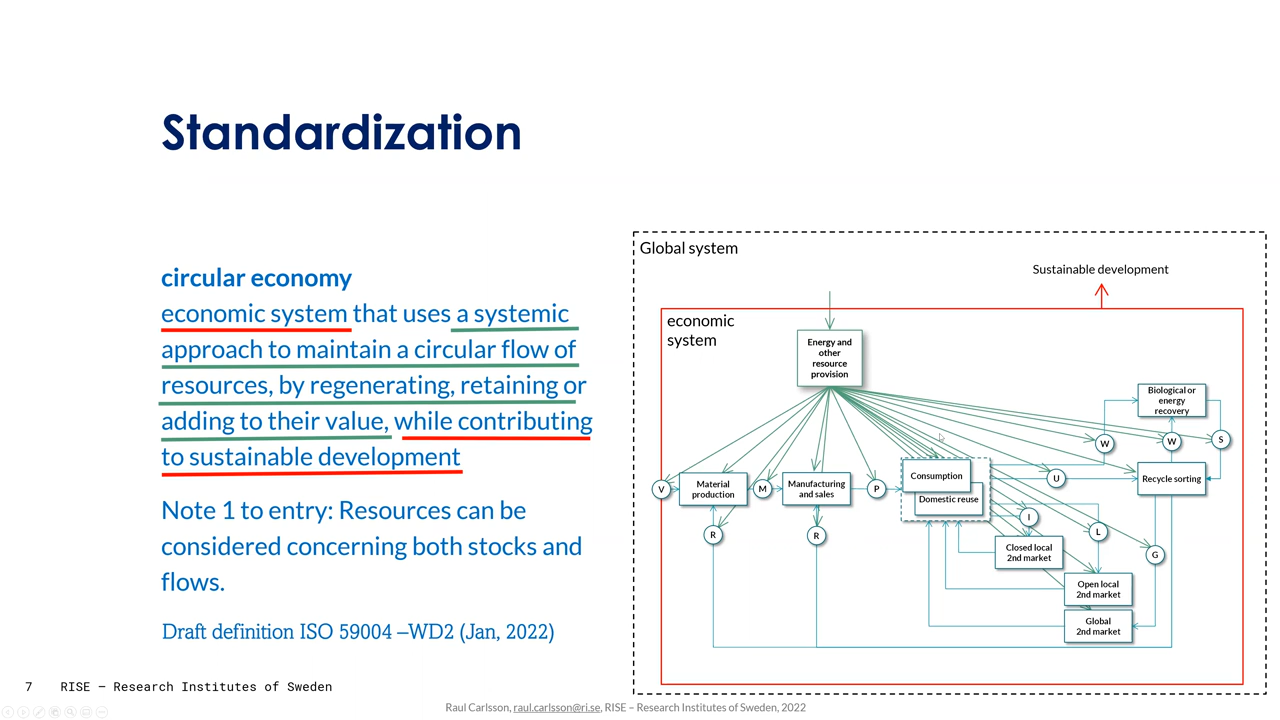 Standardization
circular economy
economic system that uses a systemic
approach to maintain a circular flow of
resources, by regenerating, retaining or
adding to their value, while contributing
to sustainable development
Note 1 to entry: Resources can be
considered concerning both stocks and
flows.
Draft definition ISO 59004 –WD2 (Jan, 2022)
Global system
Sustainable development
economic
system
Energy and
other
resource
provision
Biological or
energy
recovery
W
W
S
V
Material
production
M
Manufacturing
and sales
P
Consumption
Domestic reuse
U
Recycle sorting
R
R
I
L
G
Closed local
2nd market
Open local
2nd market
Global
2nd market
7 RISE – Research Institutes of Sweden
Raul Carlsson, raul.carlsson@ri.se, RISE – Research Institutes of Sweden, 2022